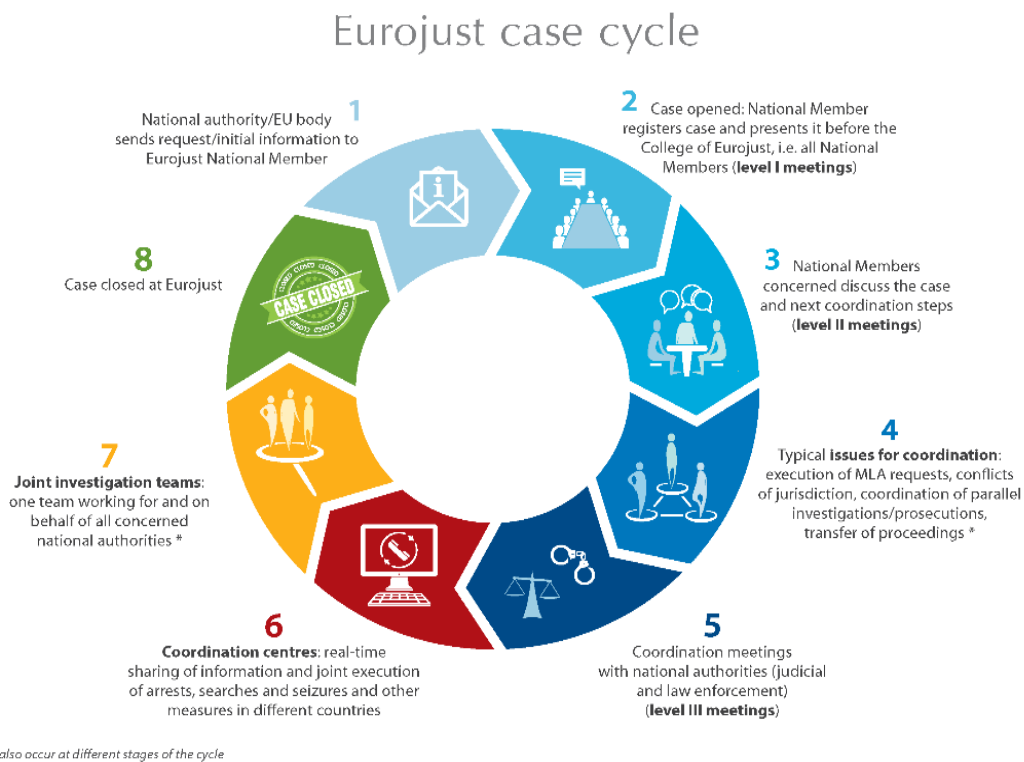 Eurojust case cycle
1
National authority/EU body
sends request/initial information to
Eurojust National Member
2
Case opened: National Member
registers case and presents it before the
College of Eurojust, i.e. all National
Members (level I meetings)
3
National Members
concerned discuss the case
and next coordination steps
(level II meetings)
4
Typical issues for coordination:
execution of MLA requests, conflicts
of jurisdiction, coordination of parallel
investigations/prosecutions,
transfer of proceedings *
5
Coordination meetings
with national authorities (judicial
and law enforcement)
(level III meetings)
6
Coordination centres: real-time
sharing of information and joint execution
of arrests, searches and seizures and other
measures in different countries
7
Joint investigation teams:
one team working for and on
behalf of all concerned
national authorities *
8
Case closed at Eurojust
CLOSED CLOSED CLOSED
CASE CLOSED
CLOSED CLOSED CLOSED
i
also occur at different stages of the cycle